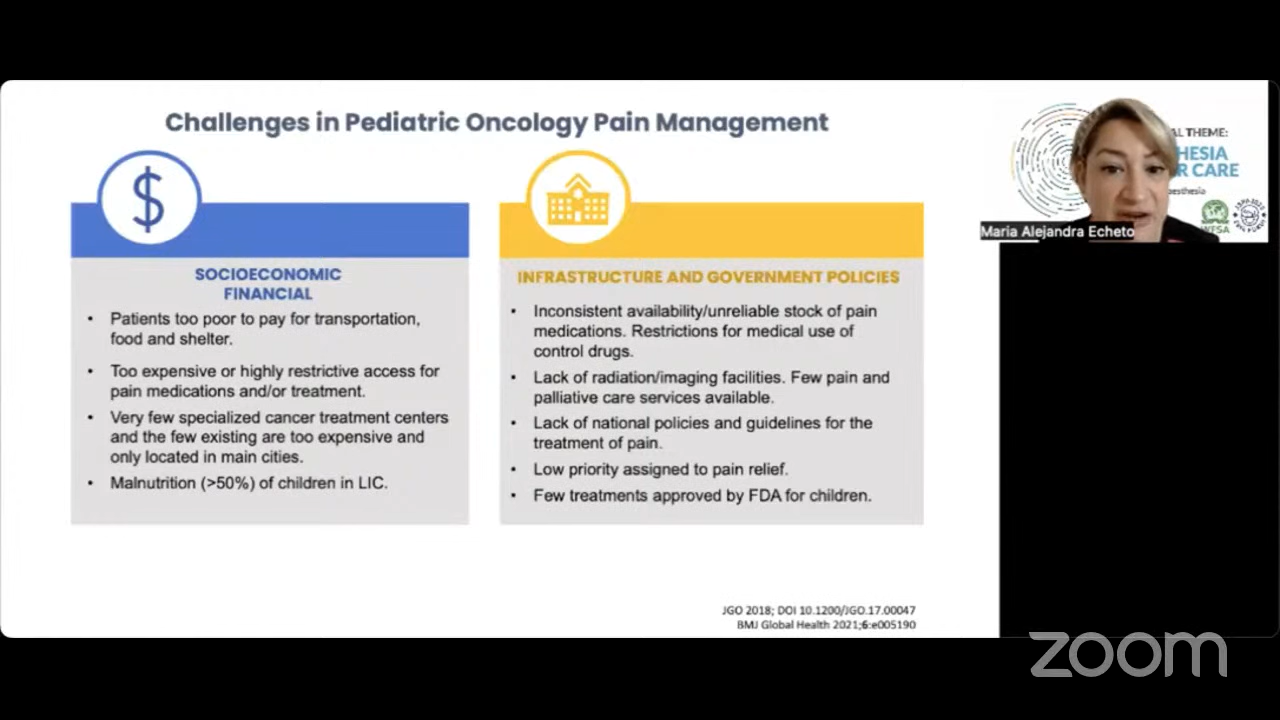 Challenges in Pediatric Oncology Pain Management
$
SOCIOECONOMIC
FINANCIAL
• Patients too poor to pay for transportation,
food and shelter.
• Too expensive or highly restrictive access for
pain medications and/or treatment.
• Very few specialized cancer treatment centers
and the few existing are too expensive and
only located in main cities.
• Malnutrition (>50%) of children in LIC.
INFRASTRUCTURE AND GOVERNMENT POLICIES
• Inconsistent availability/unreliable stock of pain
medications. Restrictions for medical use of
control drugs.
• Lack of radiation/imaging facilities. Few pain and
palliative care services available.
• Lack of national policies and guidelines for the
treatment of pain.
• Low priority assigned to pain relief.
• Few treatments approved by FDA for children.
JGO 2018; DOI 10.1200/JGO.17.00047
BMJ Global Health 2021;6:e005190
THEME:
CARE
WFSA
Maria Alejandra Echeto
zoom